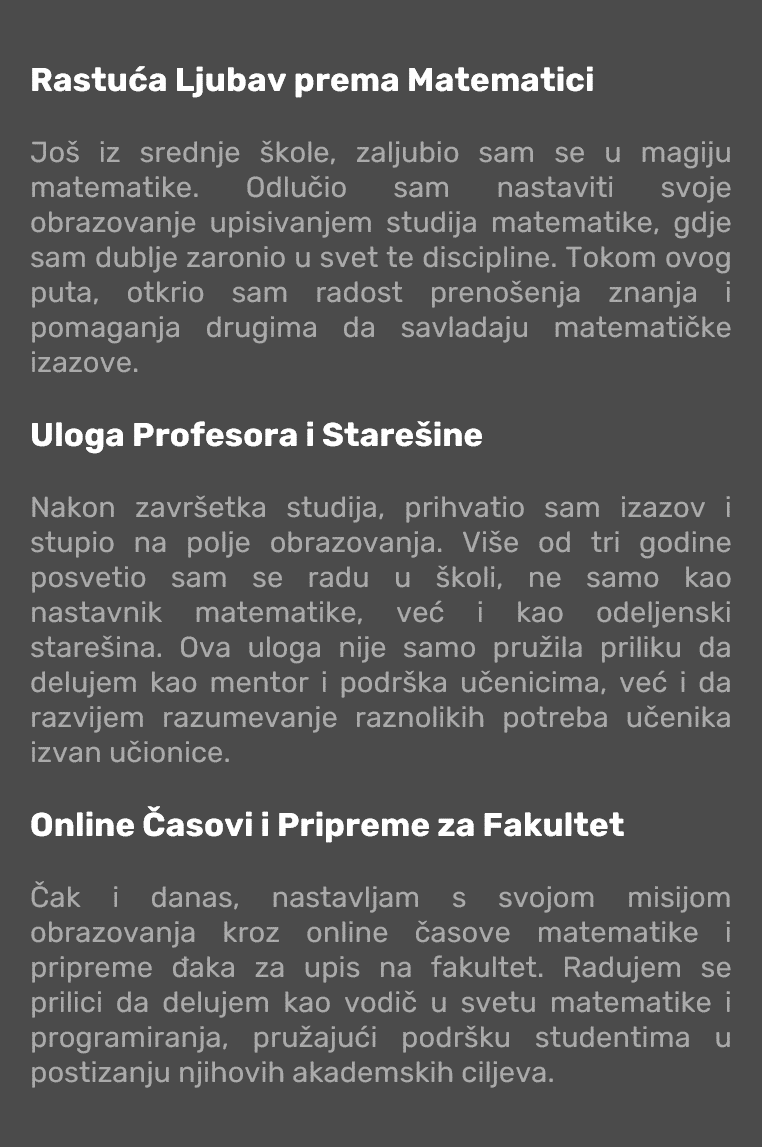 Rastuća Ljubav prema Matematici
Još iz srednje škole, zaljubio sam se u magiju
matematike. Odlučio sam nastaviti svoje
obrazovanje upisivanjem studija matematike, gdje
sam dublje zaronio u svet te discipline. Tokom ovog
puta, otkrio sam radost prenošenja znanja i
pomaganja drugima da savladaju matematičke
izazove.
Uloga Profesora i Starešine
Nakon završetka studija, prihvatio sam izazov i
stupio na polje obrazovanja. Više od tri godine
posvetio sam se radu u školi, ne samo kao
nastavnik matematike, već i kao odeljenski
starešina. Ova uloga nije samo pružila priliku da
delujem kao mentor i podrška učenicima, već i da
razvijem razumevanje raznolikih potreba učenika
izvan učionice.
Online Časovi i Pripreme za Fakultet
Čak i danas, nastavljam s svojom misijom
obrazovanja kroz online časove matematike i
pripreme đaka za upis na fakultet. Radujem se
prilici da delujem kao vodič u svetu matematike i
programiranja, pružajući podršku studentima u
postizanju njihovih akademskih ciljeva.